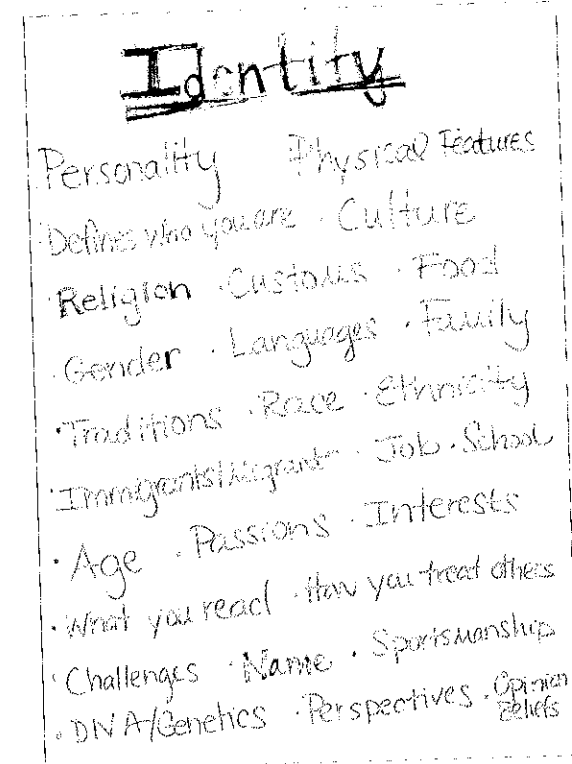 Identity
Personality Physical Features
· Defines who you are · Culture
· Religion · Customs · Food
· Gender · Languages · Family
· Traditions · Race · Ethnicity
· Immigrants/Migrant · Job · School
· Age · Passions · Interests
· What you read · How you treat others
· Challenges · Name · Sportsmanship
· DNA/Genetics · Perspectives · Opinion
Beliefs